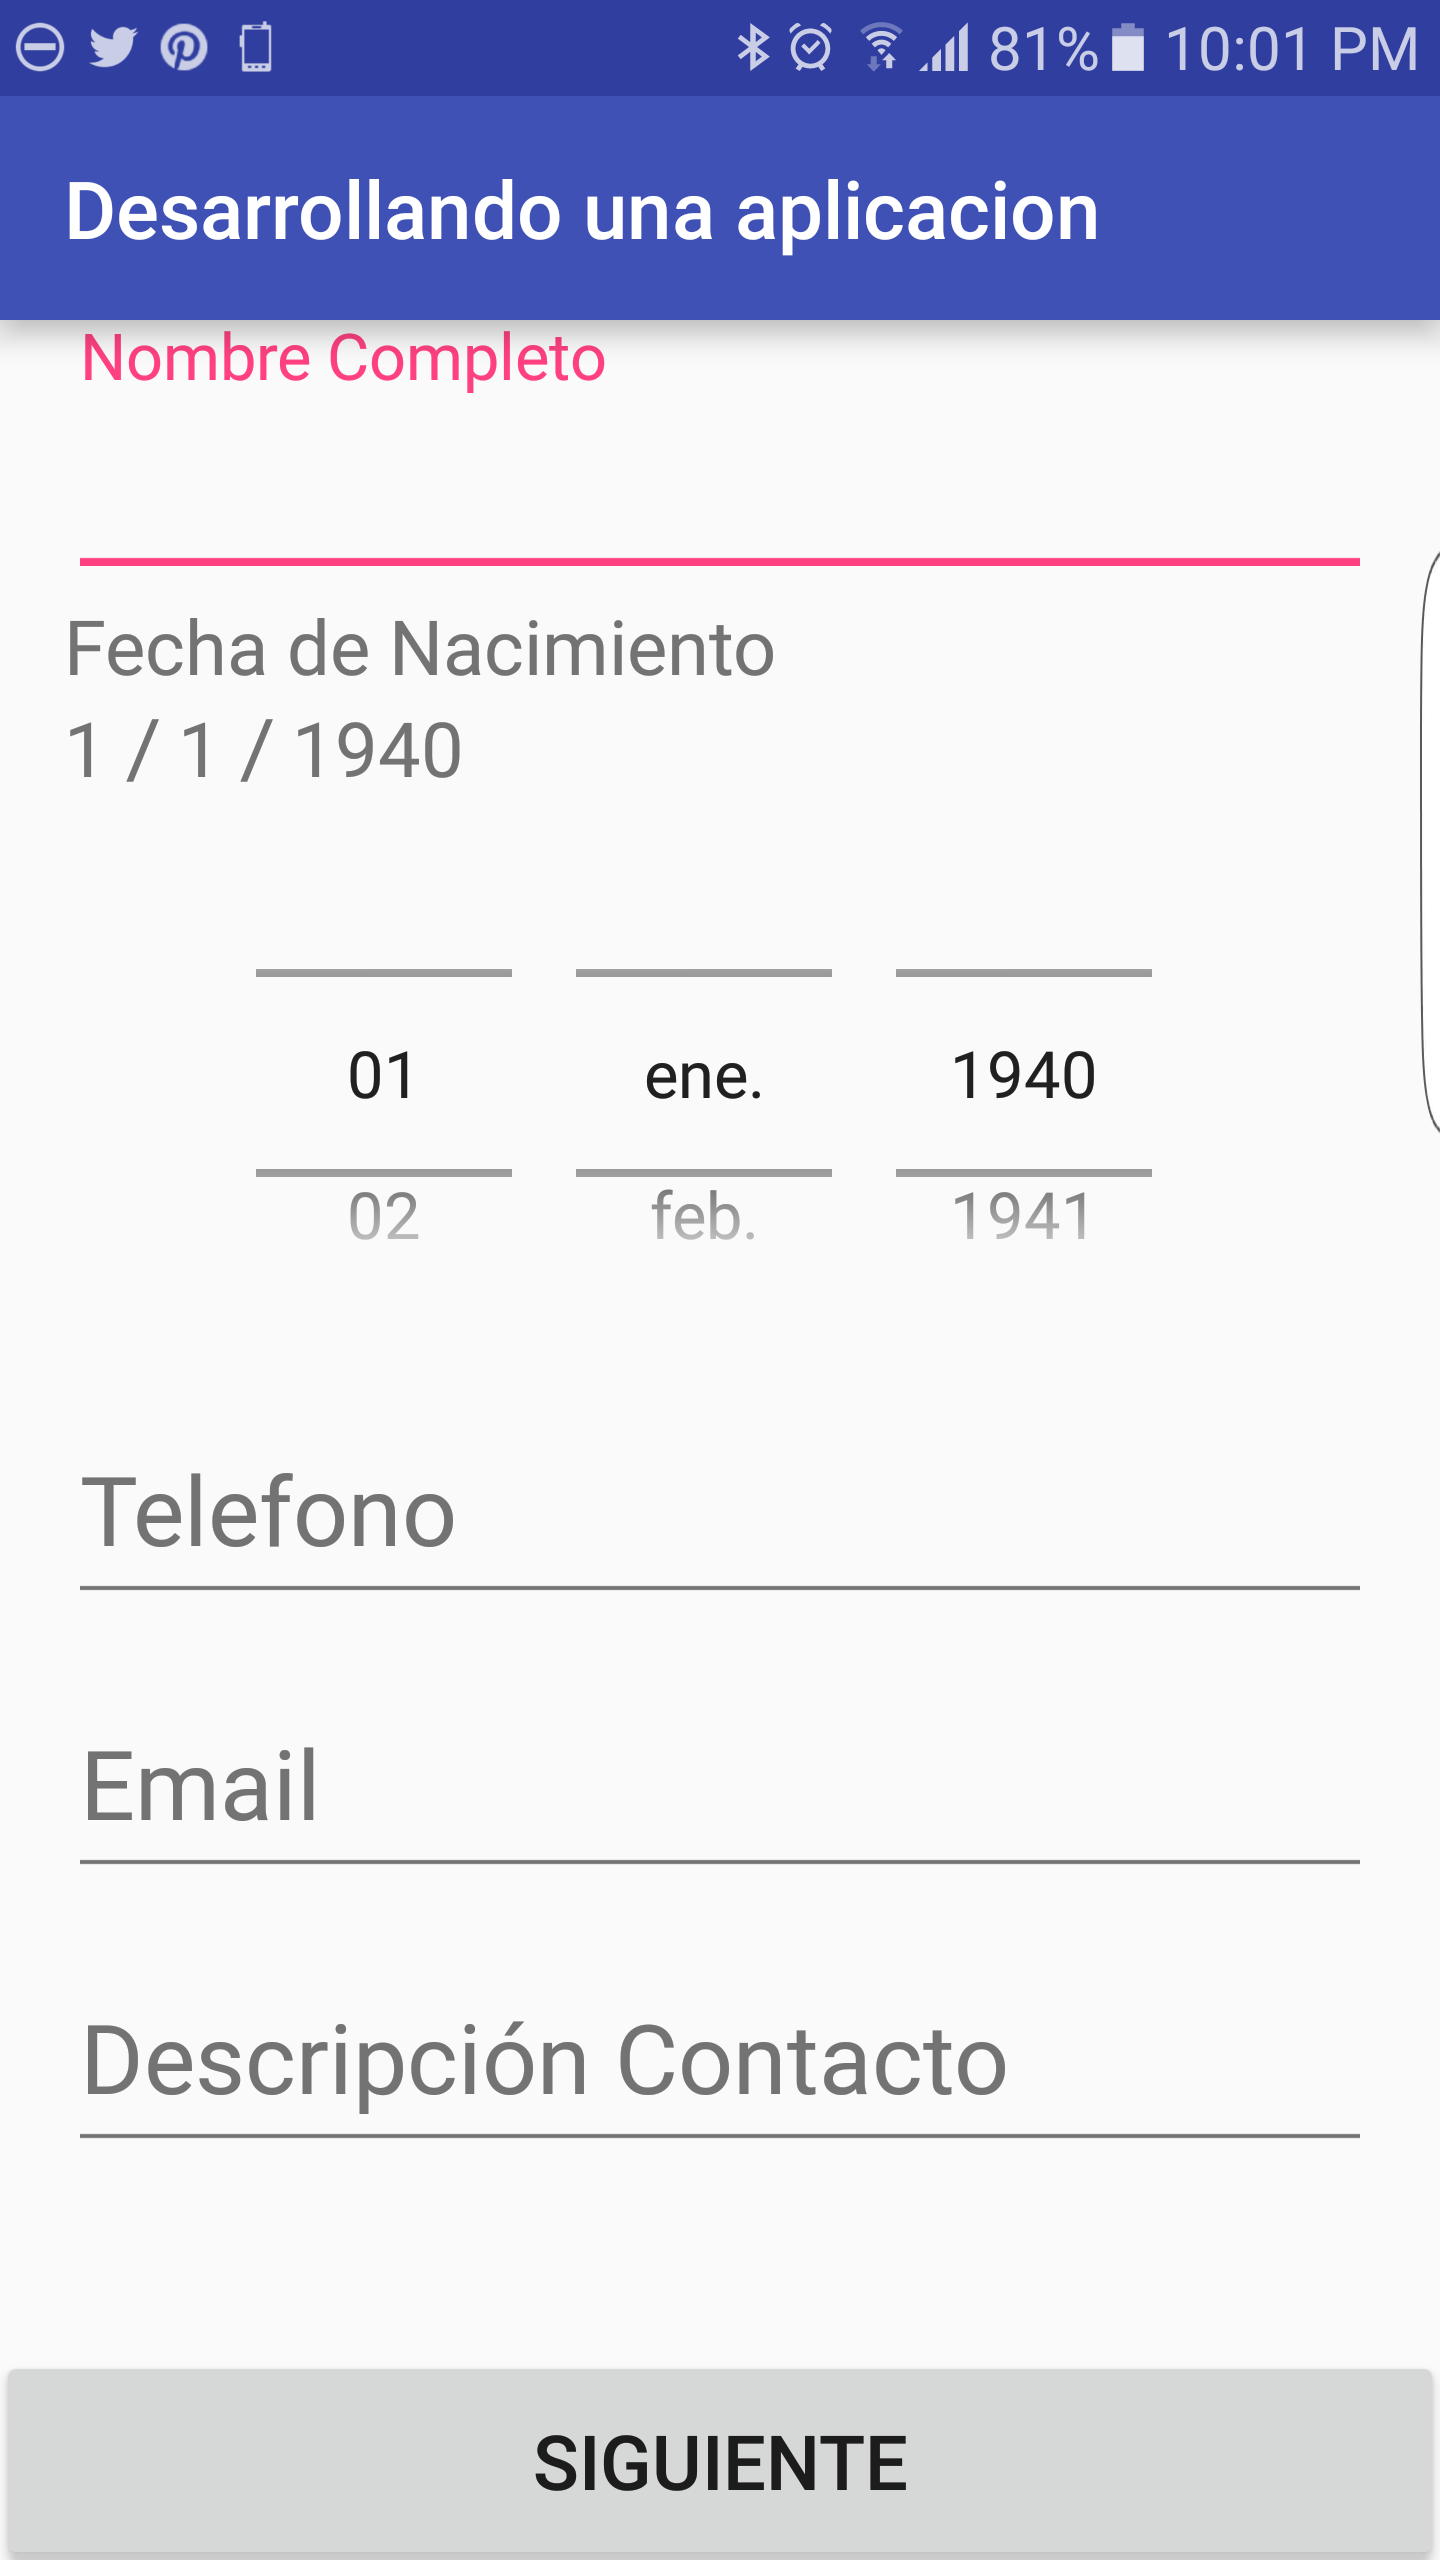 81% 10:01 PM
Desarrollando una aplicacion
Nombre Completo
Fecha de Nacimiento
1 / 1 / 1940
01 ene. 1940
02 feb. 1941
Telefono
Email
Descripción Contacto
SIGUIENTE